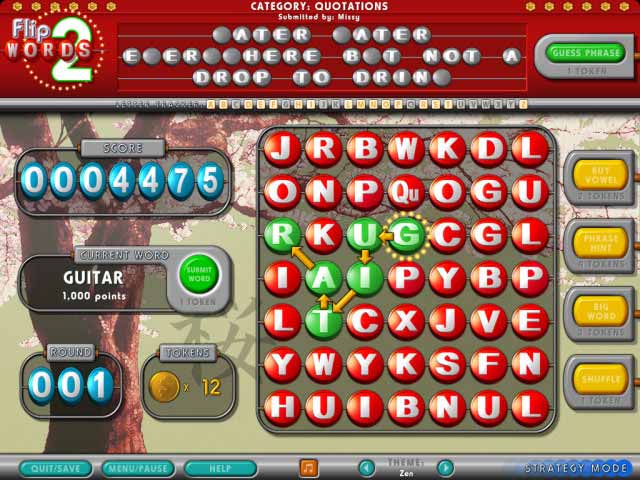 CATEGORY: QUOTATIONS
Submitted by: Missy
Flip
WORDS
2
ATER ATER
E ER HERE B T NOT A
DROP TO DRIN
GUESS PHRASE
1 TOKEN
SCORE
0004475
CURRENT WORD
GUITAR
1,000 points
SUBMIT
WORD
1 TOKEN
ROUND
001
TOKENS
x 12
J R B W K D L
O N P Qu O G U
R K U G C G L
I A I P Y B P
L T C X J V E
Y W Y K S F N
H U I B N U L
BUY
VOWEL
2 TOKENS
PHRASE
HINT
BIG
WORD
SHUFFLE
1 TOKEN
QUIT/SAVE
MENU/PAUSE
HELP
THEME:
Zen
STRATEGY MODE